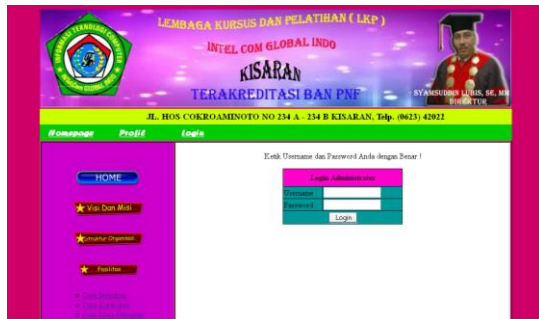 LEMBAGA KURSUS DAN PELATIHAN ( LKP )
INTEL COM GLOBAL INDO
KISARAN
TERAKREDITASI BAN PNF
SYAMSUDDIN LUBIS, SE, MM
DIREKTUR
JL. HOS COKROAMINOTO NO 234 A - 234 B KISARAN, Telp. (0623) 42022
Homepage Profil Login
Ketik Username dan Password Anda dengan Benar !
Login Administrator
Username
Password
Login
HOME
Visi Dan Misi
Struktur Organisasi
Fasilitas